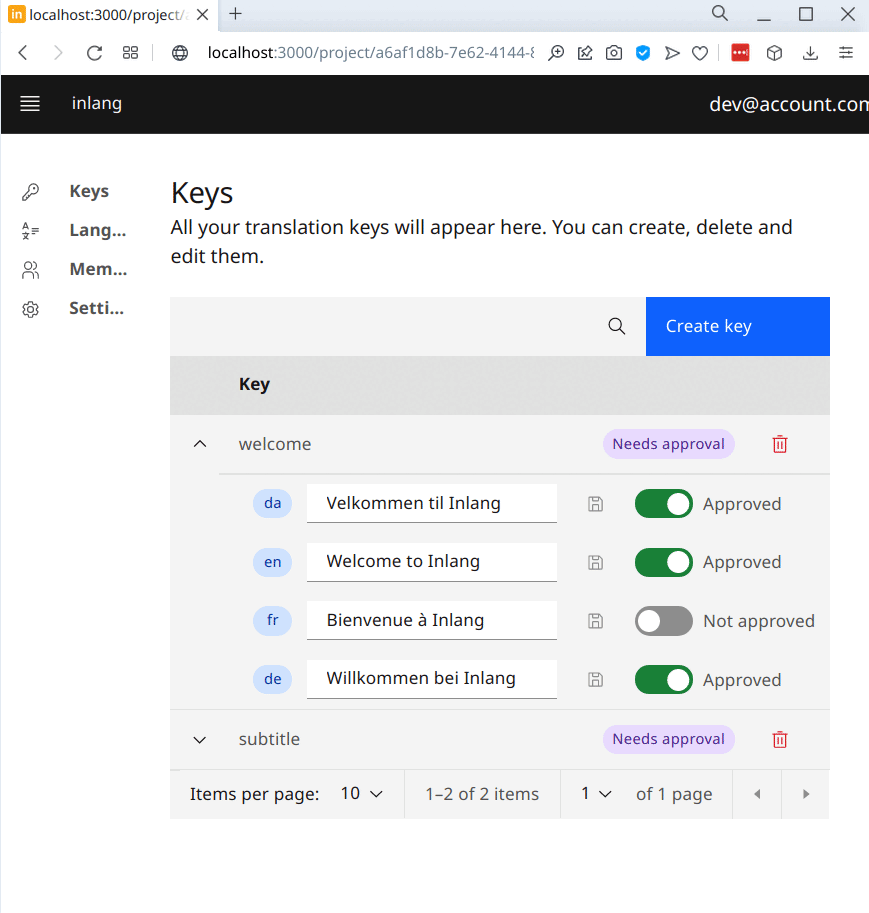 in localhost:3000/project/a
localhost:3000/project/a6af1d8b-7e62-4144-8
inlang
dev@account.com
Keys
Lang...
Mem...
Setti...
Keys
All your translation keys will appear here. You can create, delete and
edit them.
Create key
Key
welcome Needs approval
da Velkommen til Inlang Approved
en Welcome to Inlang Approved
fr Bienvenue à Inlang Not approved
de Willkommen bei Inlang Approved
subtitle Needs approval
Items per page: 10 1–2 of 2 items 1 of 1 page